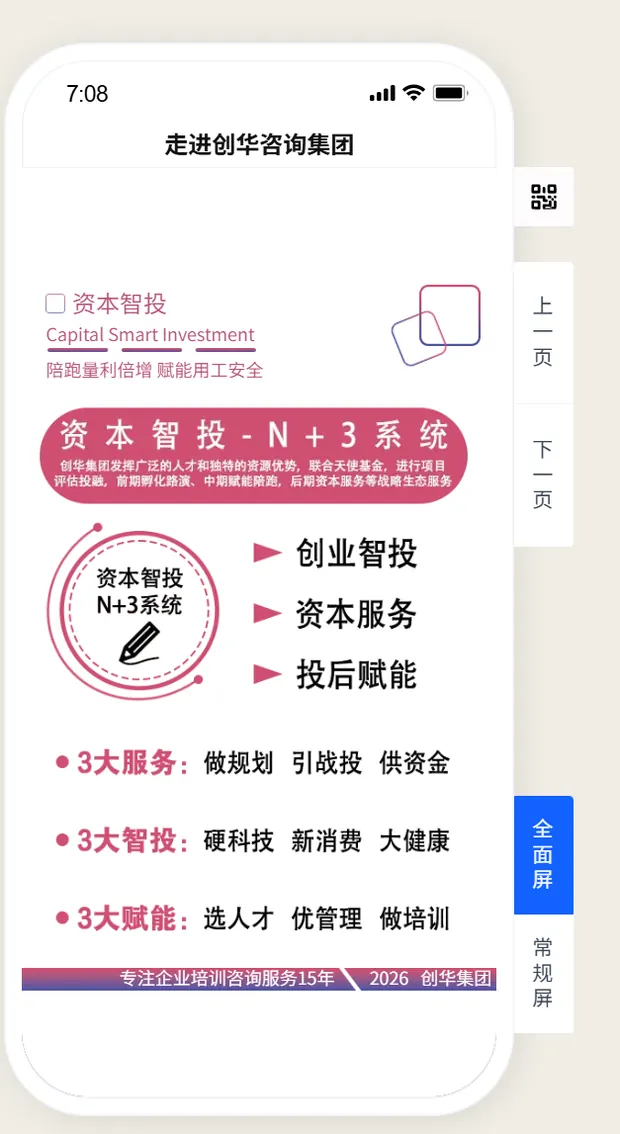 7:08
走进创华咨询集团
资本智投
Capital Smart Investment
陪跑量利倍增 赋能用工安全
资本智投-N+3系统
创华集团发挥广泛的人才和独特的资源优势，联合天使基金，进行项目
评估投融，前期孵化路演、中期赋能陪跑，后期资本服务等战略生态服务
资本智投
N+3系统
创业智投
资本服务
投后赋能
3大服务：做规划 引战投 供资金
3大智投：硬科技 新消费 大健康
3大赋能：选人才 优管理 做培训
专注企业培训咨询服务15年 2026 创华集团
上一页
下一页
全面屏
常规屏